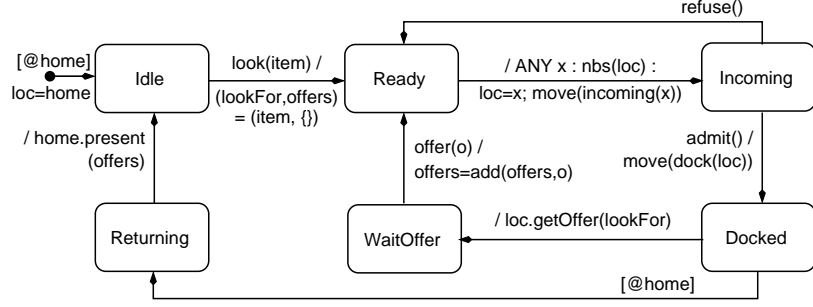 refuse()
[@home]
loc=home
Idle
look(item) /
(lookFor,offers)
= (item, {})
Ready
/ ANY x : nbs(loc) :
loc=x; move(incoming(x))
Incoming
/ home.present
(offers)
offer(o) /
offers=add(offers,o)
admit() /
move(dock(loc))
Returning
WaitOffer
/ loc.getOffer(lookFor)
Docked
[@home]